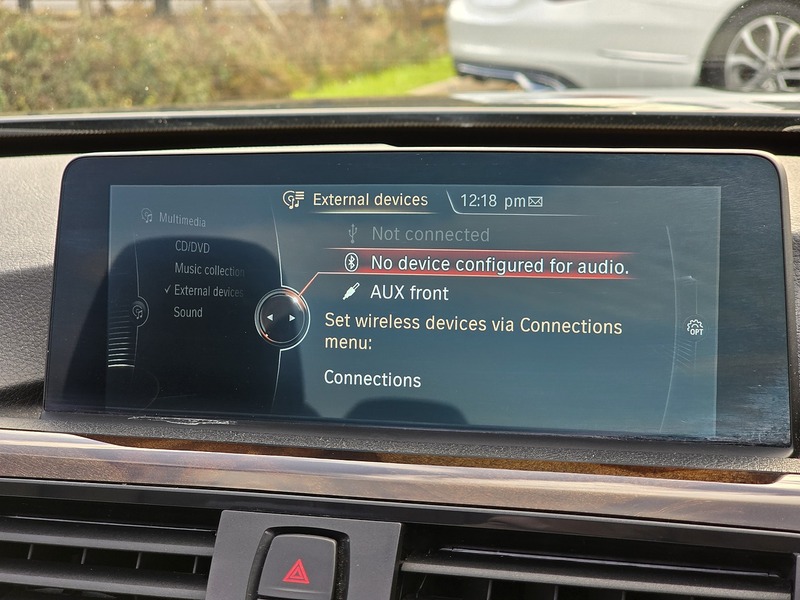 External devices
12:18 pm
Multimedia
CD/DVD
Music collection
External devices
Sound
Not connected
No device configured for audio.
AUX front
Set wireless devices via Connections
menu:
Connections
OPT